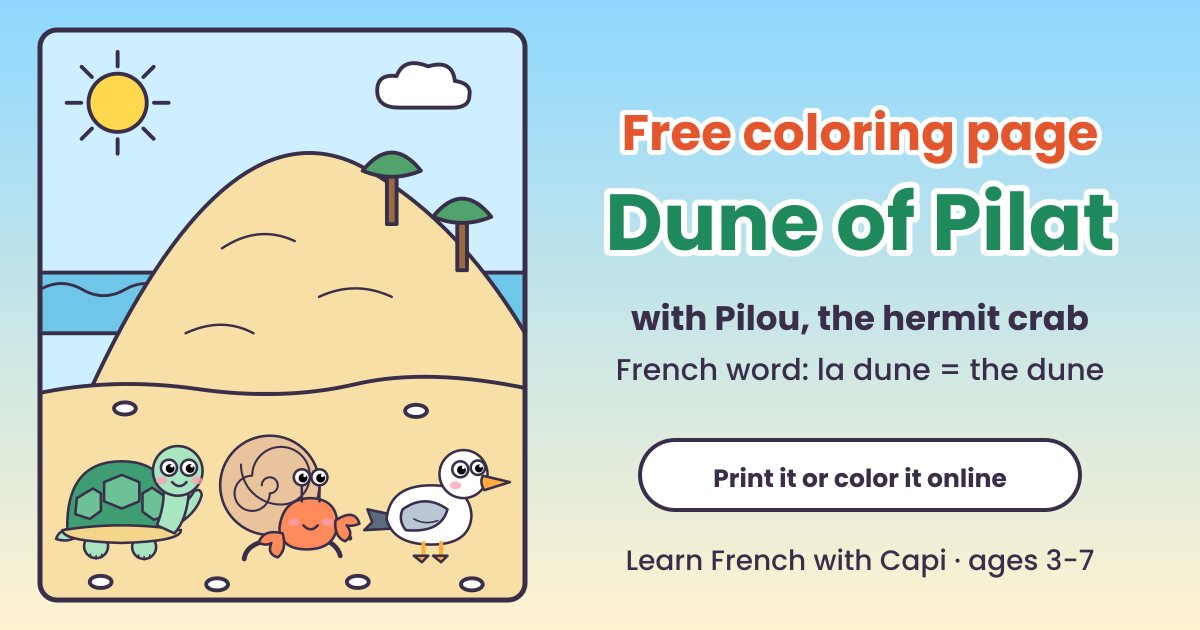 Free coloring page
Dune of Pilat
with Pilou, the hermit crab
French word: la dune = the dune
Print it or color it online
Learn French with Capi · ages 3-7